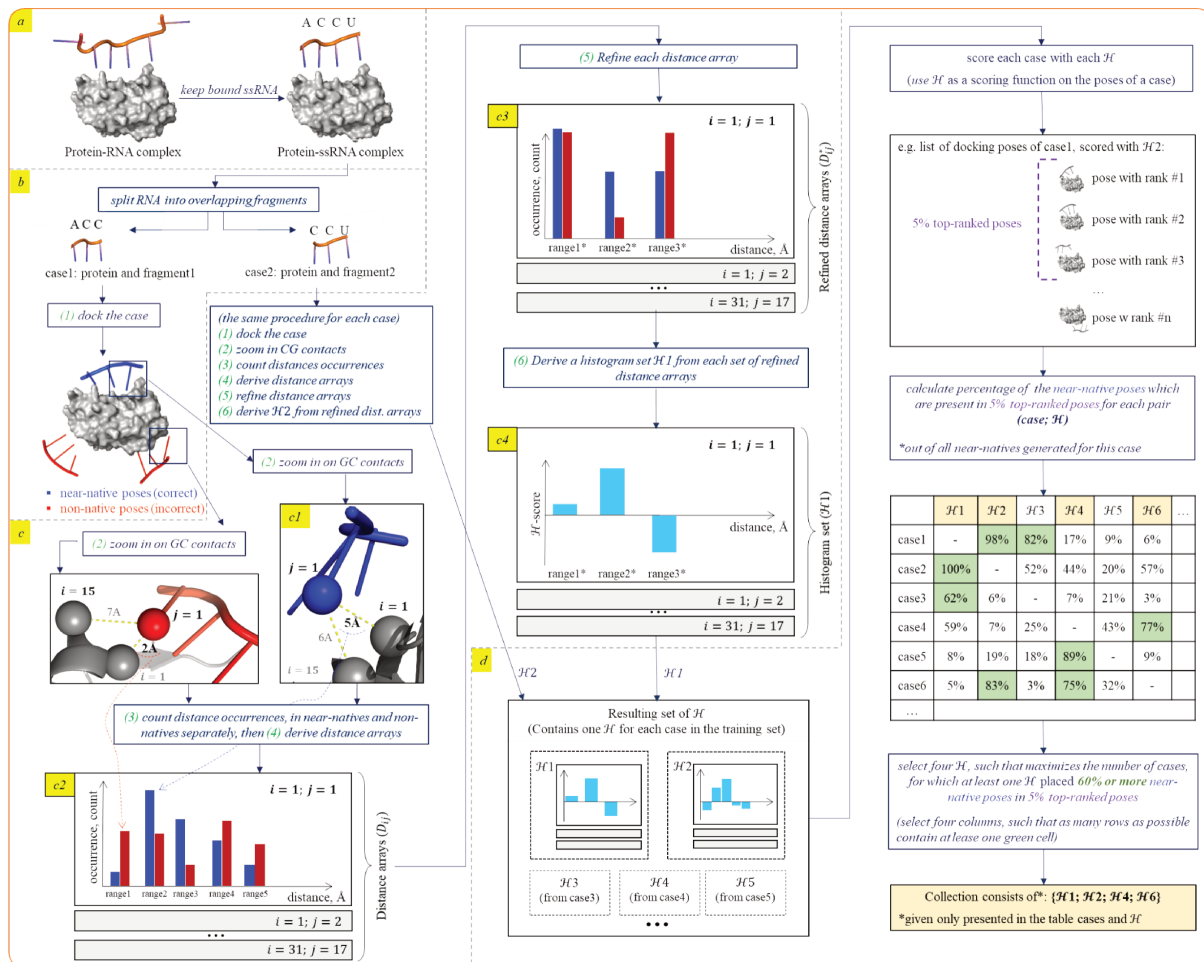 a
A C C U
keep bound ssRNA
Protein-RNA complex
Protein-ssRNA complex
b
split RNA into overlapping fragments
A C C
C C U
case1: protein and fragment1
case2: protein and fragment2
(1) dock the case
(the same procedure for each case)
(1) dock the case
(2) zoom in CG contacts
(3) count distances occurrences
(4) derive distance arrays
(5) refine distance arrays
(6) derive ℋ2 from refined dist. arrays
near-native poses (correct)
non-native poses (incorrect)
(2) zoom in on GC contacts
c
(2) zoom in on GC contacts
i = 15
7A
j = 1
2Å
i = 1
c1
j = 1
i = 1
5Å
6A
i = 15
(3) count distance occurrences, in near-natives and non-
natives separately, then (4) derive distance arrays
c2
i = 1; j = 1
occurrence, count
range1 range2 range3 range4 range5
distance, Å
i = 1; j = 2
•••
i = 31; j = 17
Distance arrays (D𝑖𝑗)
(5) Refine each distance array
c3
i = 1; j = 1
occurrence, count
range1* range2* range3*
distance, Å
i = 1; j = 2
•••
i = 31; j = 17
Refined distance arrays (D*𝑖𝑗)
(6) Derive a histogram set ℋ1 from each set of refined
distance arrays
c4
i = 1; j = 1
ℋ-score
distance, Å
range1* range2* range3*
i = 1; j = 2
•••
i = 31; j = 17
Histogram set (ℋ1)
d
ℋ2
ℋ1
Resulting set of ℋ
(Contains one ℋ for each case in the training set)
ℋ1
ℋ2
ℋ3
(from case3)
ℋ4
(from case4)
ℋ5
(from case5)
•••
score each case with each ℋ
(use ℋ as a scoring function on the poses of a case)
e.g. list of docking poses of case1, scored with ℋ2:
5% top-ranked poses
pose with rank #1
pose with rank #2
pose with rank #3
...
pose w rank #n
calculate percentage of the near-native poses which
are present in 5% top-ranked poses for each pair
(case; ℋ)
*out of all near-natives generated for this case
ℋ1 ℋ2 ℋ3 ℋ4 ℋ5 ℋ6 ...
case1 - 98% 82% 17% 9% 6%
case2 100% - 52% 44% 20% 57%
case3 62% 6% - 7% 21% 3%
case4 59% 7% 25% - 43% 77%
case5 8% 19% 18% 89% - 9%
case6 5% 83% 3% 75% 32% -
...
select four ℋ, such that maximizes the number of cases,
for which at least one ℋ placed 60% or more near-
native poses in 5% top-ranked poses
(select four columns, such that as many rows as possible
contain at lease one green cell)
Collection consists of*: {ℋ1; ℋ2; ℋ4; ℋ6}
*given only presented in the table cases and ℋ